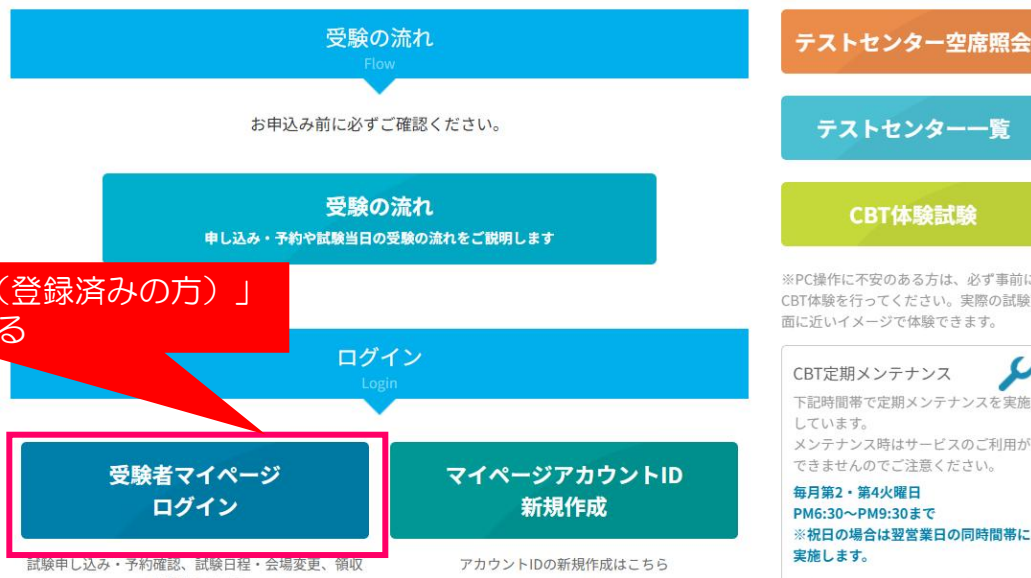 受験の流れ
Flow
お申込み前に必ずご確認ください。
受験の流れ
申し込み・予約や試験当日の受験の流れをご説明します
（登録済みの方）」
る
ログイン
Login
受験者マイページ
ログイン
試験申し込み・予約確認、試験日程・会場変更、領収
マイページアカウントID
新規作成
アカウントIDの新規作成はこちら
テストセンター空席照会
テストセンター一覧
CBT体験試験
※PC操作に不安のある方は、必ず事前に
CBT体験を行ってください。実際の試験
面に近いイメージで体験できます。
CBT定期メンテナンス
下記時間帯で定期メンテナンスを実施
しています。
メンテナンス時はサービスのご利用が
できませんのでご注意ください。
毎月第2・第4火曜日
PM6:30～PM9:30まで
※祝日の場合は翌営業日の同時間帯に
実施します。